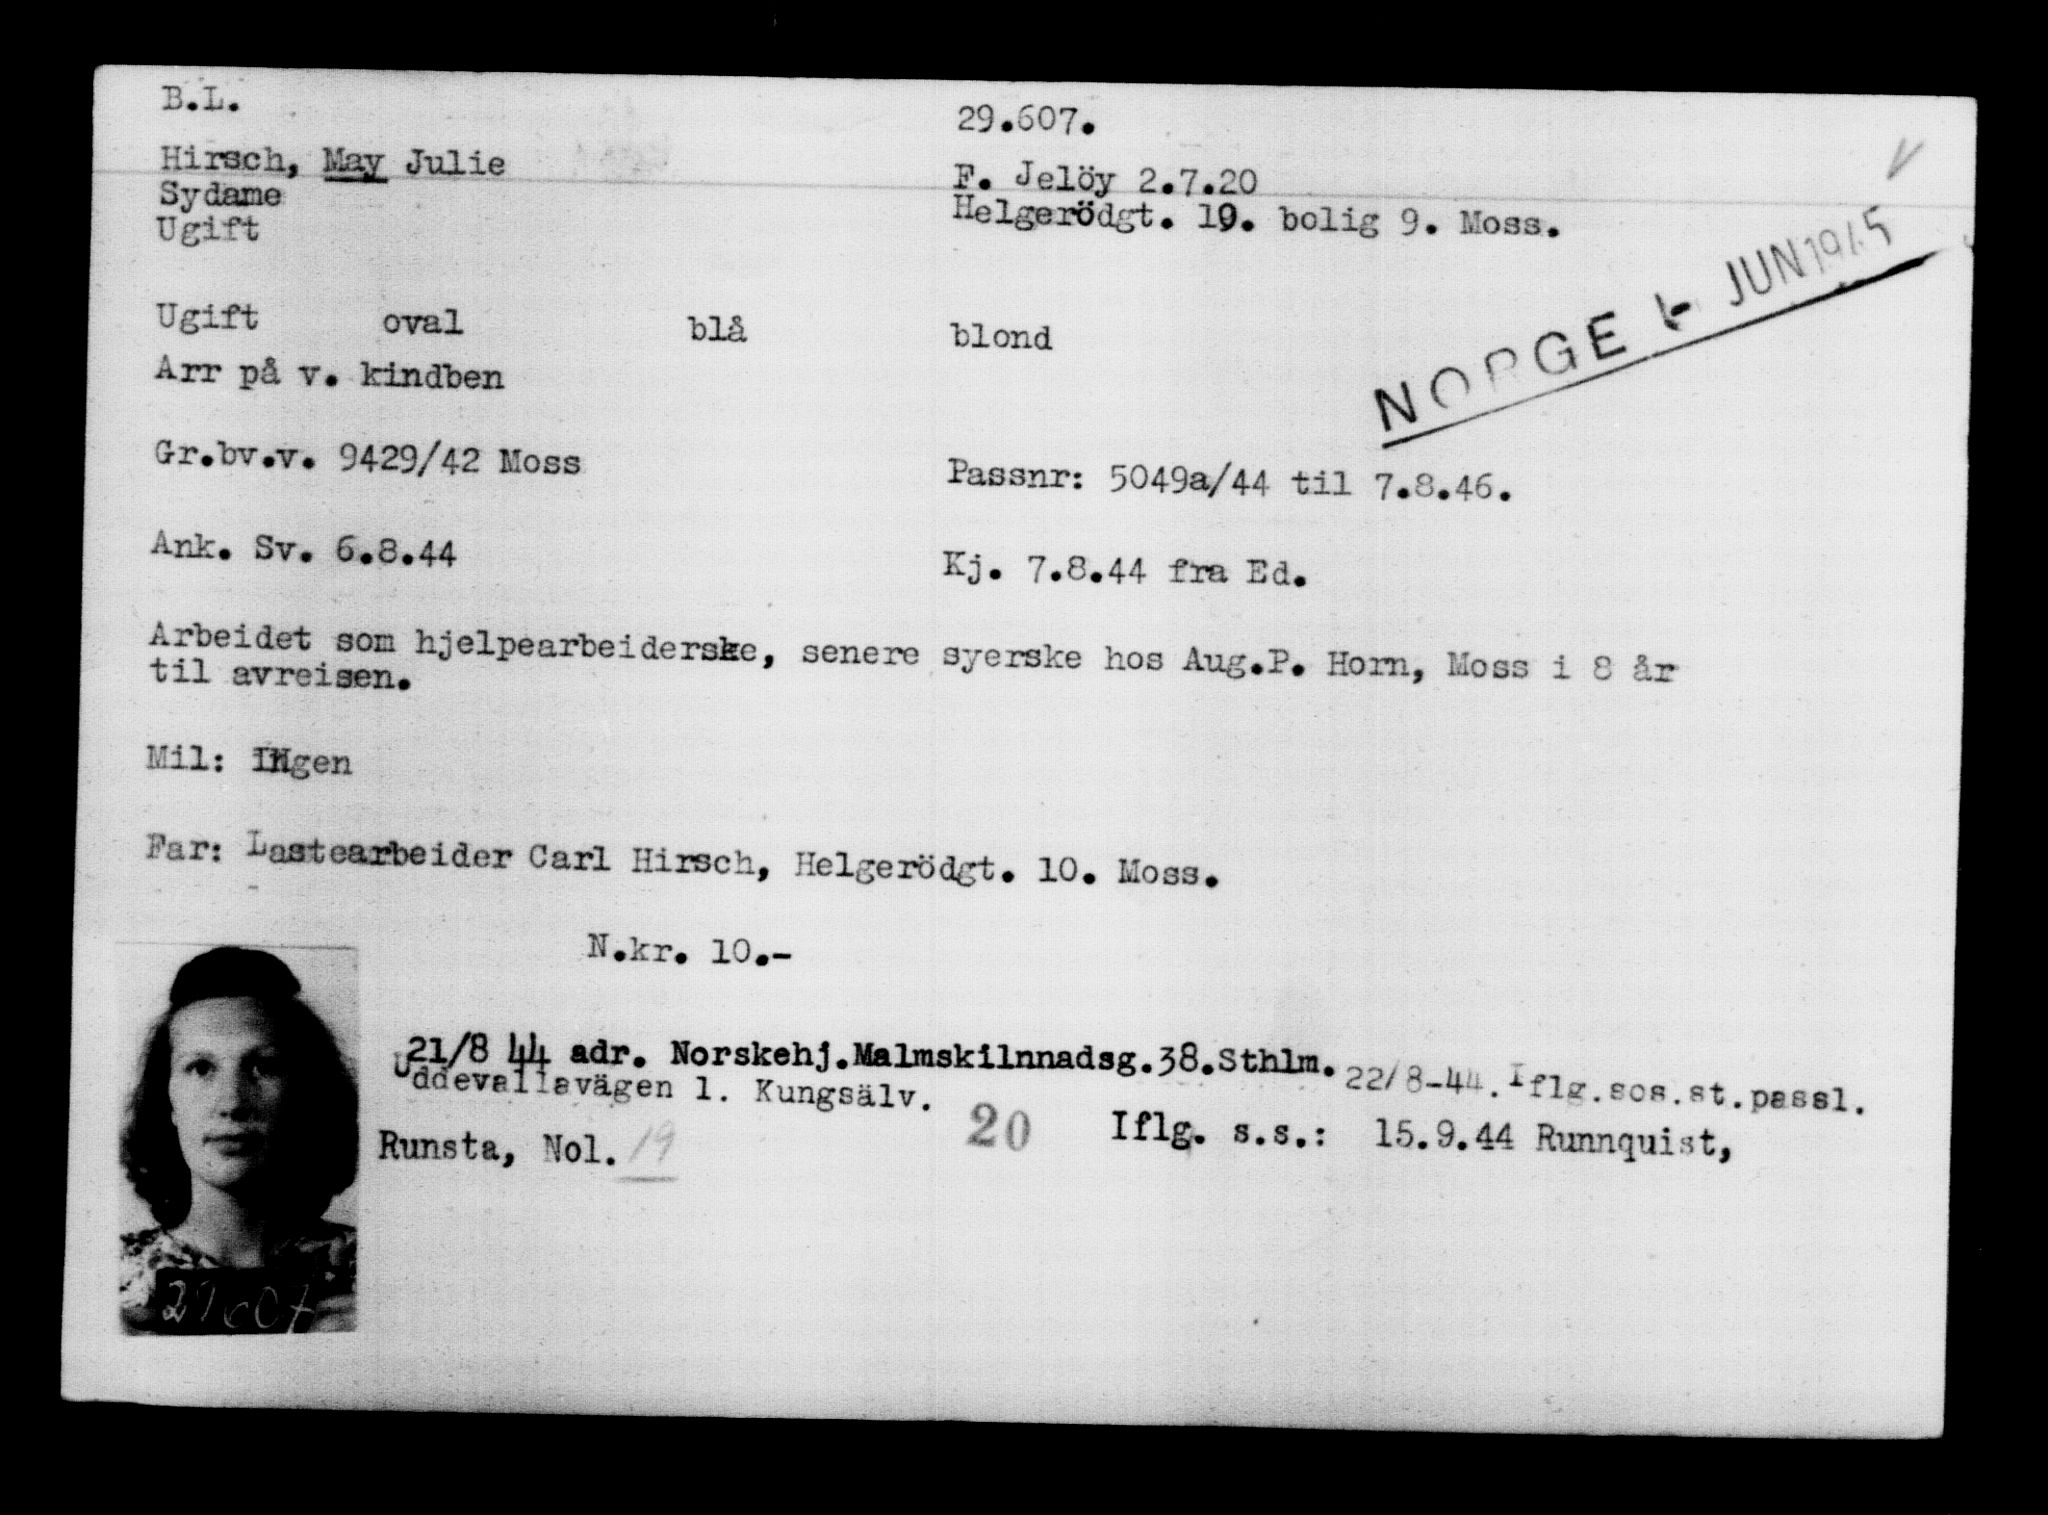 B.L.
29.607.
Hirsch, May Julie
F. Jelöy 2.7.20
Sydame
Helgerödgt. 19. bolig 9. Moss.
Ugift
NORGE JUN 1945
Ugift oval blå blond
Arr på v. kindben
Gr.bv.v. 9429/42 Moss
Passnr: 5049a/44 til 7.8.46.
Ank. Sv. 6.8.44
Kj. 7.8.44 fra Ed.
Arbeidet som hjelpearbeiderske, senere syerske hos Aug.P. Horn, Moss i 8 år
til avreisen.
Mil: INgen
Far: Lastearbeider Carl Hirsch, Helgerödgt. 10. Moss.
N.kr. 10.-
21/8 44 adr. Norskehj.Malmskilnnadsg.38.Sthlm. 22/8-44. Iflg.sos.st.passl.
Uddevallavägen 1. Kungsälv.
20 Iflg. s.s.: 15.9.44 Runnquist,
Runsta, Nol. 19
29607